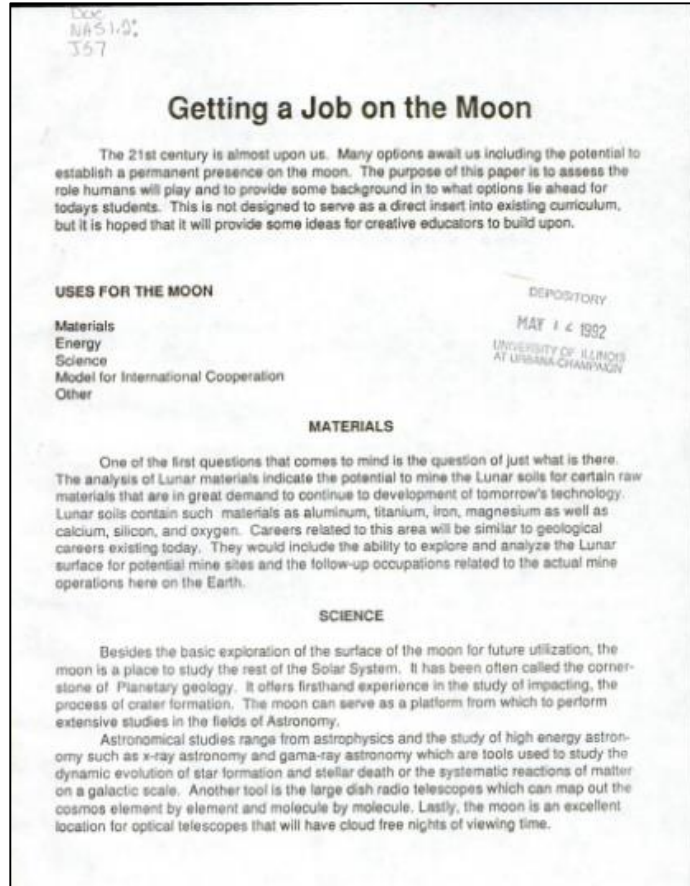 Doc
NAS1.2:
J57
Getting a Job on the Moon
The 21st century is almost upon us. Many options await us including the potential to
establish a permanent presence on the moon. The purpose of this paper is to assess the
role humans will play and to provide some background in to what options lie ahead for
todays students. This is not designed to serve as a direct insert into existing curriculum,
but it is hoped that it will provide some ideas for creative educators to build upon.
USES FOR THE MOON
DEPOSITORY
MAY 14 1992
UNIVERSITY OF ILLINOIS
AT URBANA-CHAMPAIGN
Materials
Energy
Science
Model for International Cooperation
Other
MATERIALS
One of the first questions that comes to mind is the question of just what is there.
The analysis of Lunar materials indicate the potential to mine the Lunar soils for certain raw
materials that are in great demand to continue to development of tomorrow's technology.
Lunar soils contain such materials as aluminum, titanium, iron, magnesium as well as
calcium, silicon, and oxygen. Careers related to this area will be similar to geological
careers existing today. They would include the ability to explore and analyze the Lunar
surface for potential mine sites and the follow-up occupations related to the actual mine
operations here on the Earth.
SCIENCE
Besides the basic exploration of the surface of the moon for future utilization, the
moon is a place to study the rest of the Solar System. It has been often called the corner-
stone of Planetary geology. It offers firsthand experience in the study of impacting, the
process of crater formation. The moon can serve as a platform from which to perform
extensive studies in the fields of Astronomy.
Astronomical studies range from astrophysics and the study of high energy astron-
omy such as x-ray astronomy and gama-ray astronomy which are tools used to study the
dynamic evolution of star formation and stellar death or the systematic reactions of matter
on a galactic scale. Another tool is the large dish radio telescopes which can map out the
cosmos element by element and molecule by molecule. Lastly, the moon is an excellent
location for optical telescopes that will have cloud free nights of viewing time.